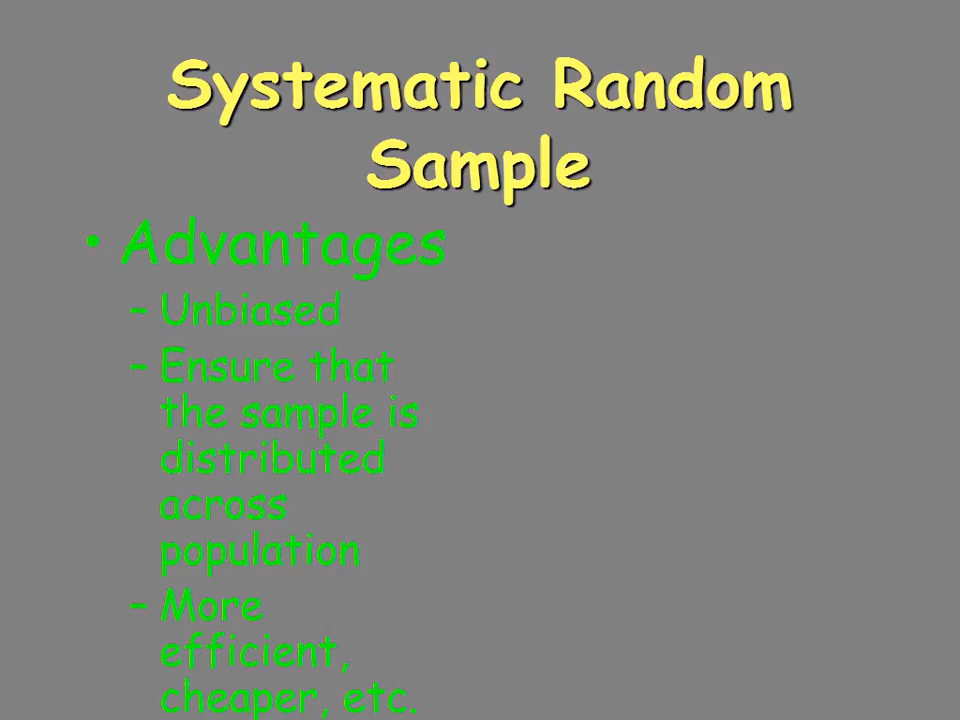 Systematic Random
Sample
• Advantages
– Unbiased
– Ensure that
the sample is
distributed
across
population
– More
efficient,
cheaper, etc.